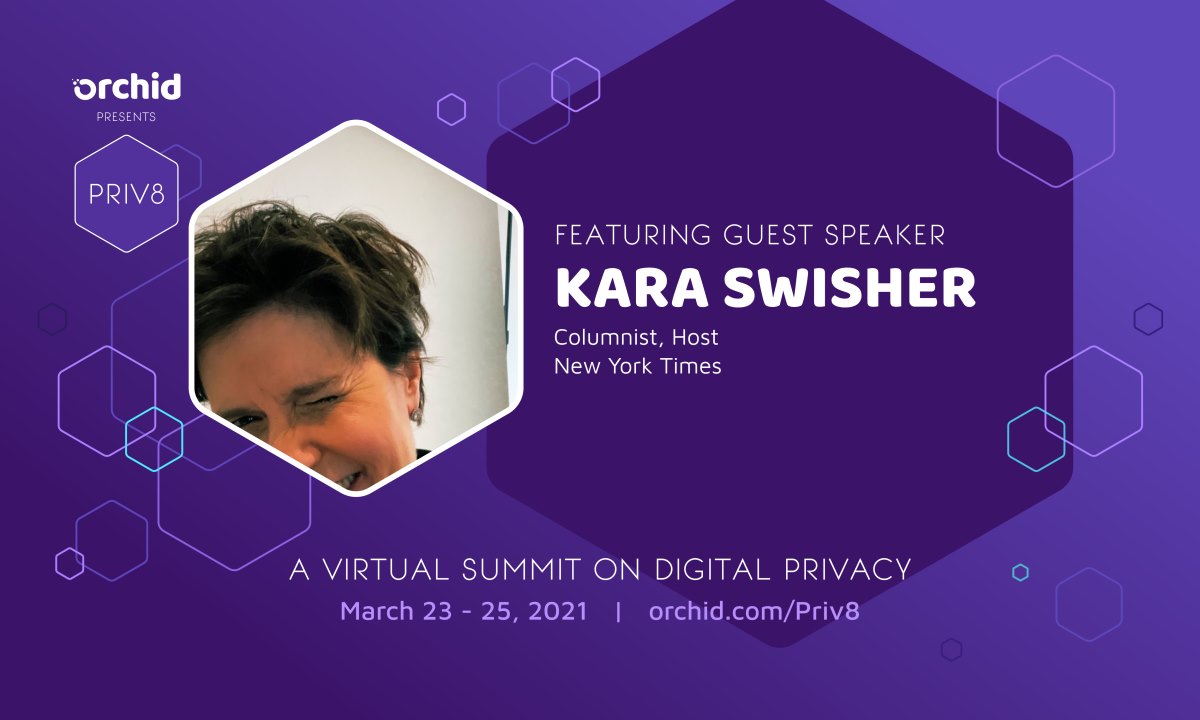 orchid
PRESENTS
PRIV8
FEATURING GUEST SPEAKER
KARA SWISHER
Columnist, Host
New York Times
A VIRTUAL SUMMIT ON DIGITAL PRIVACY
March 23 - 25, 2021 | orchid.com/Priv8